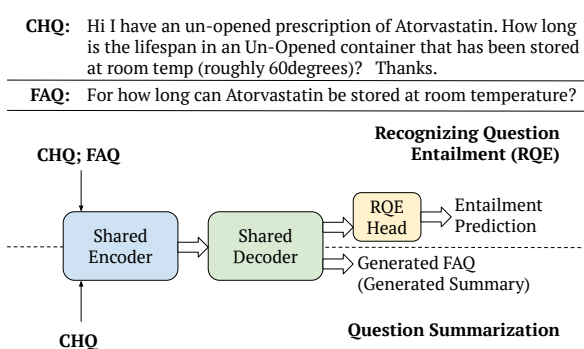 CHQ: Hi I have an un-opened prescription of Atorvastatin. How long
is the lifespan in an Un-Opened container that has been stored
at room temp (roughly 60degrees)? Thanks.
FAQ: For how long can Atorvastatin be stored at room temperature?
Recognizing Question
Entailment (RQE)
CHQ; FAQ
Shared
Encoder
Shared
Decoder
RQE
Head
Entailment
Prediction
Generated FAQ
(Generated Summary)
CHQ
Question Summarization